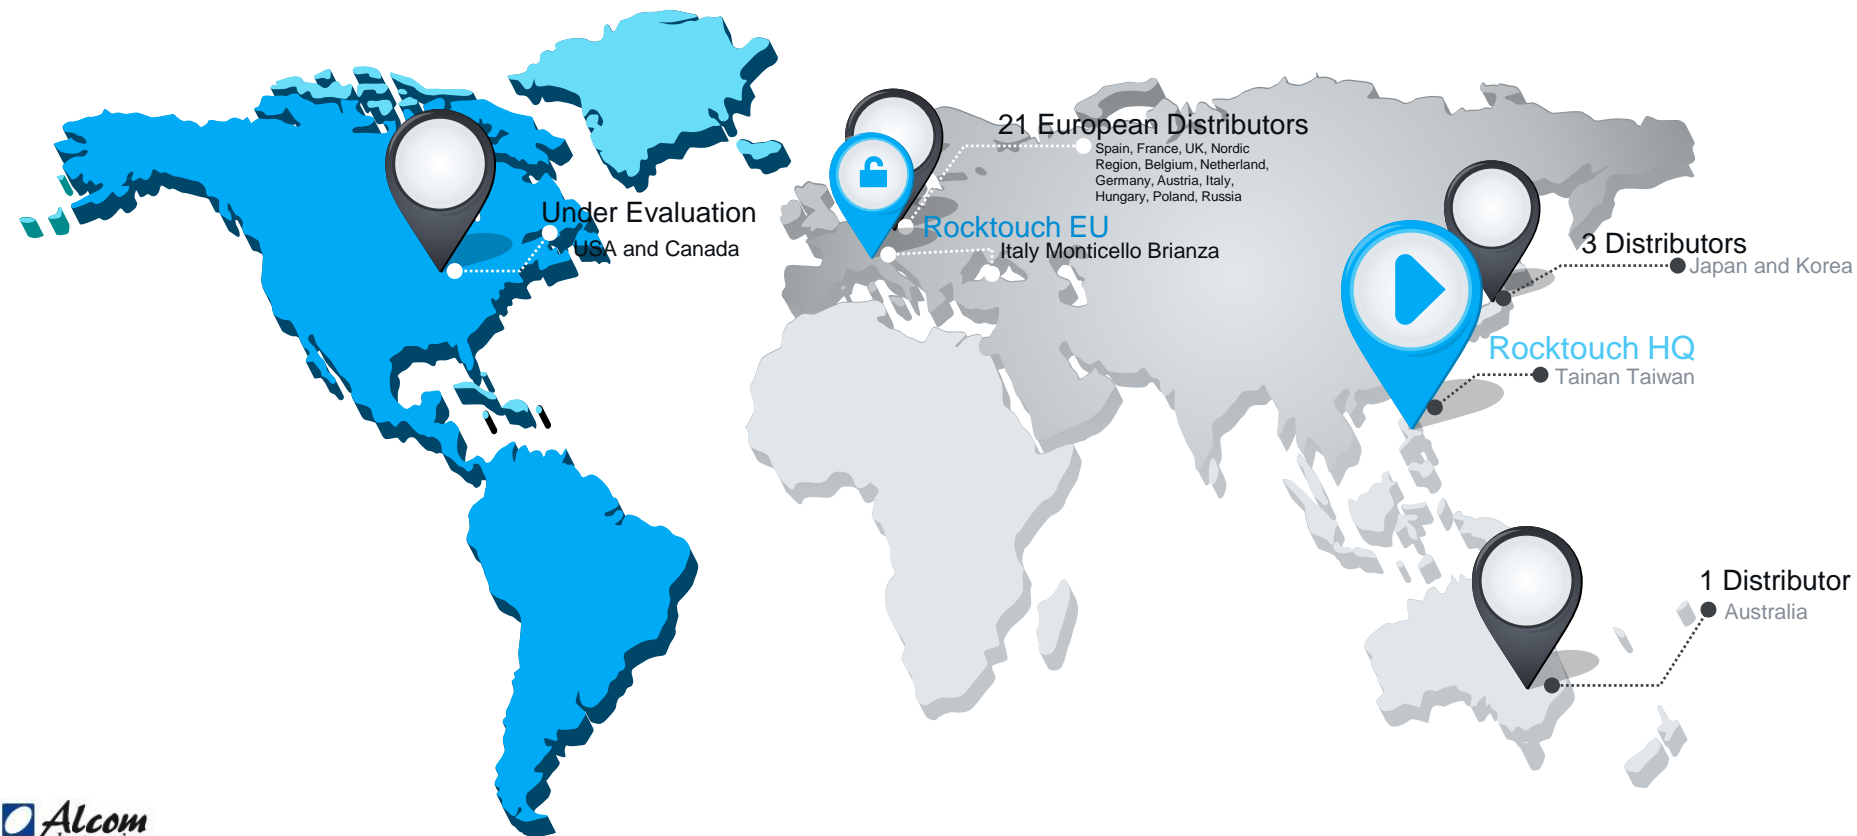 21 European Distributors
Spain, France, UK, Nordic
Region, Belgium, Netherland,
Germany, Austria, Italy,
Hungary, Poland, Russia
Under Evaluation
USA and Canada
Rocktouch EU
Italy Monticello Brianza
3 Distributors
Japan and Korea
Rocktouch HQ
Tainan Taiwan
1 Distributor
Australia
Alcom